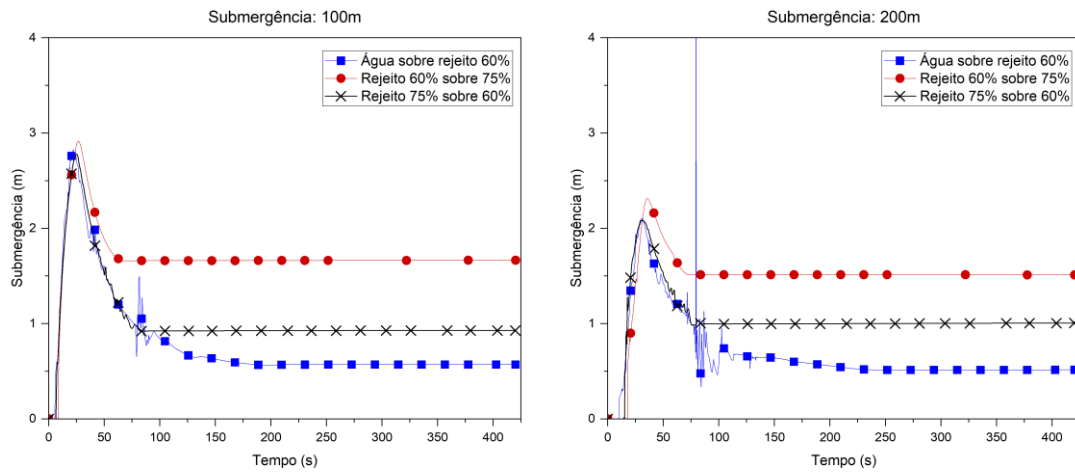 Submergência: 100m
Submergência (m)
4
3
2
1
0
Água sobre rejeito 60%
Rejeito 60% sobre 75%
Rejeito 75% sobre 60%
0 50 100 150 200 250 300 350 400
Tempo (s)
Submergência: 200m
Submergência (m)
4
3
2
1
0
Água sobre rejeito 60%
Rejeito 60% sobre 75%
Rejeito 75% sobre 60%
0 50 100 150 200 250 300 350 400
Tempo (s)